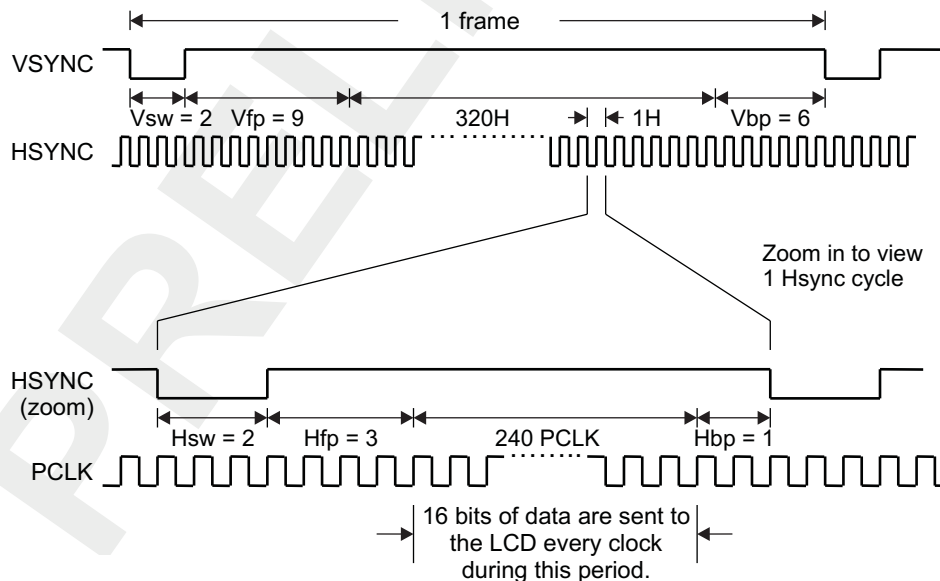 1 frame
VSYNC
Vsw = 2 Vfp = 9 320H 1H Vbp = 6
HSYNC
Zoom in to view
1 Hsync cycle
HSYNC
(zoom)
Hsw = 2 Hfp = 3 240 PCLK Hbp = 1
PCLK
16 bits of data are sent to
the LCD every clock
during this period.